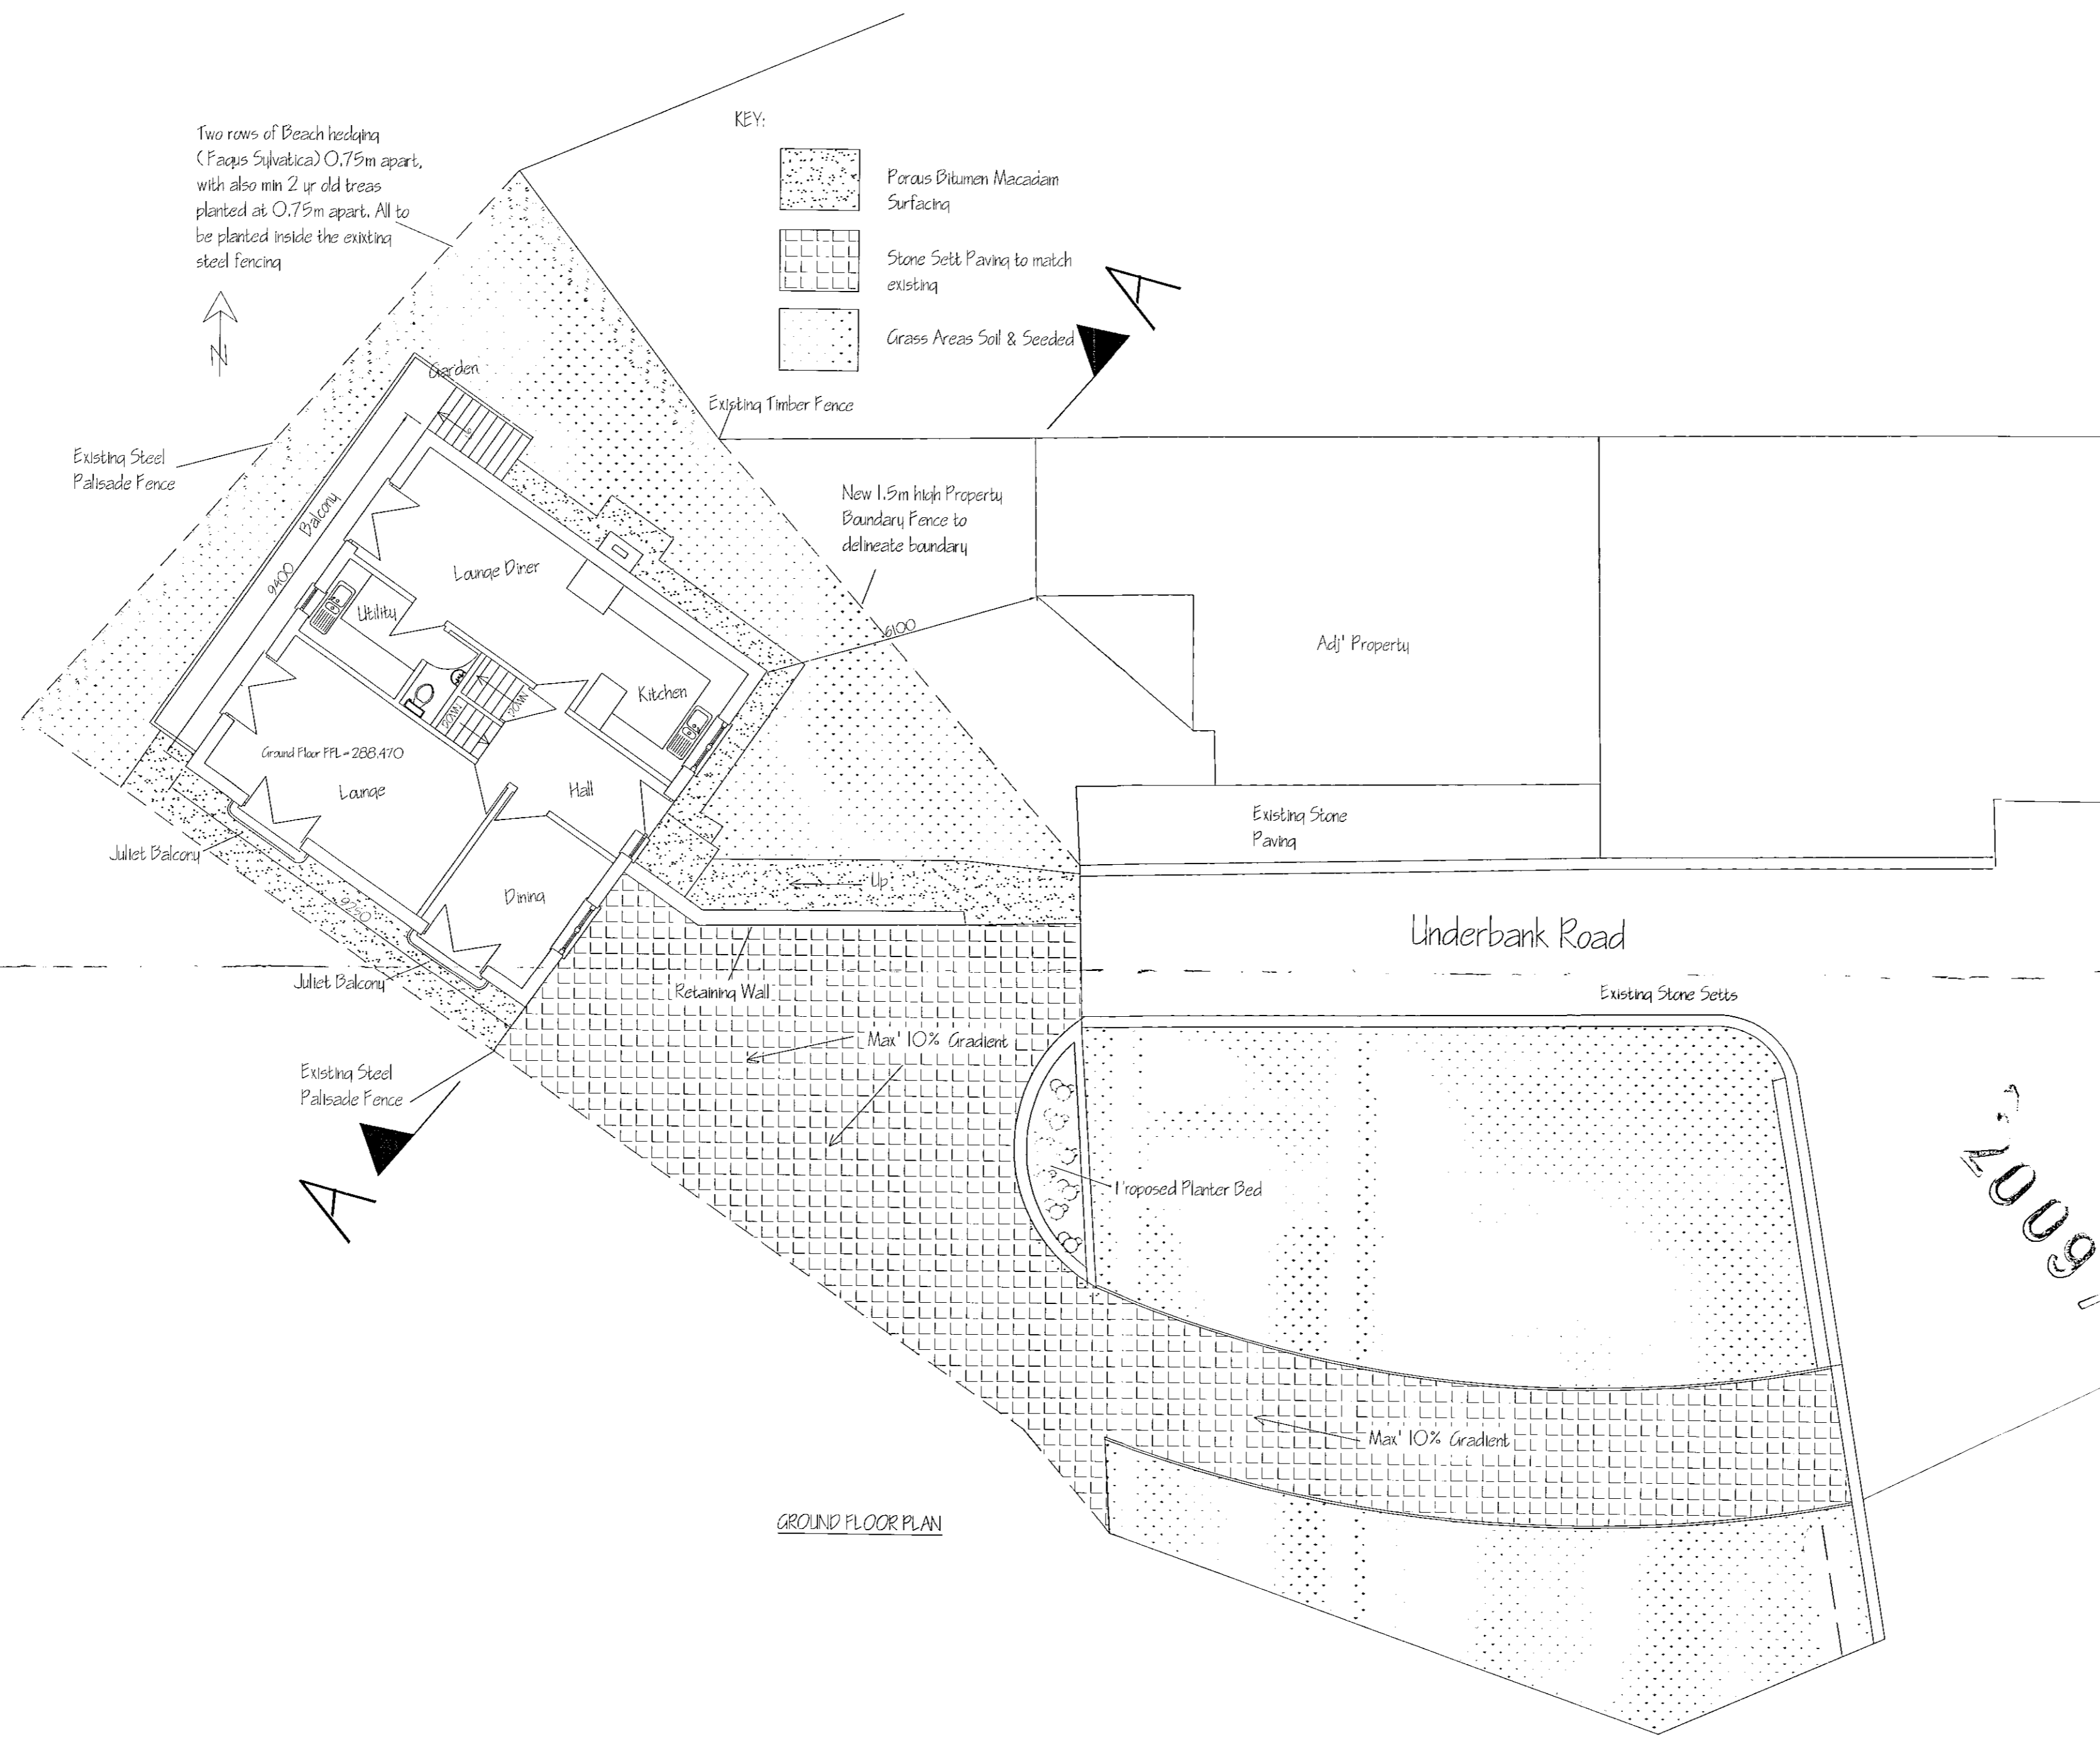 Two rows of Beach hedging
(Fagus Sylvatica) 0.75m apart,
with also min 2 yr old treas
planted at 0.75m apart. All to
be planted inside the exixting
steel fencing
N
KEY:
Porous Bitumen Macadam
Surfacing
Stone Sett Paving to match
existing
Grass Areas Soil & Seeded
A
Garden
Existing Timber Fence
Existing Steel
Palisade Fence
Balcony
9400
New 1.5m high Property
Boundary Fence to
delineate boundary
Lounge Diner
Utility
6100
Adj' Property
Kitchen
DOWN
DOWN
Ground Floor FFL = 288.470
Lounge
Hall
Existing Stone
Paving
Juliet Balcony
Up
Dining
9250
Underbank Road
Juliet Balcony
Retaining Wall
Existing Stone Setts
Max' 10% Gradient
Existing Steel
Palisade Fence
A
Proposed Planter Bed
2009
Max' 10% Gradient
GROUND FLOOR PLAN